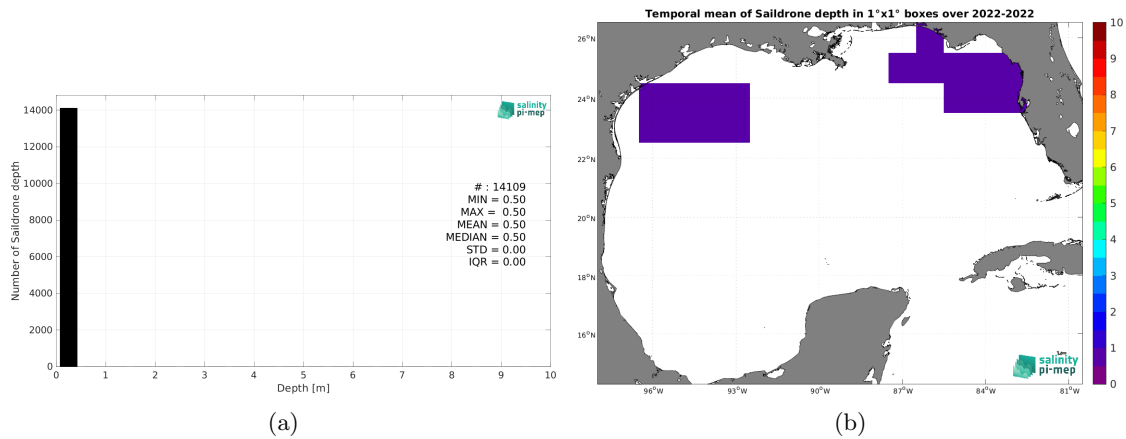 Temporal mean of Saildrone depth in 1°x1° boxes over 2022-2022
Number of Saildrone depth
14000
12000
10000
8000
6000
4000
2000
0
salinity
pi-mep
# : 14109
MIN = 0.50
MAX = 0.50
MEAN = 0.50
MEDIAN = 0.50
STD = 0.00
IQR = 0.00
0 1 2 3 4 5 6 7 8 9 10
Depth [m]
(a)
26°N
24°N
22°N
20°N
18°N
16°N
96°W 93°W 90°W 87°W 84°W 81°W
salinity
pi-mep
10
9
8
7
6
5
4
3
2
1
0
(b)